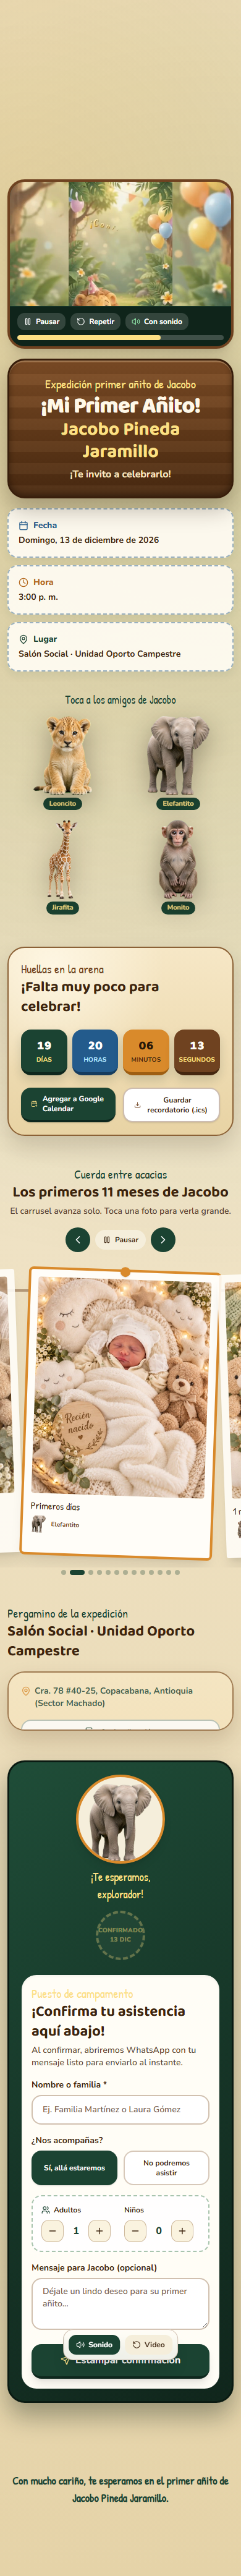 Pausar
Repetir
Con sonido
Expedición primer añito de Jacobo
¡Mi Primer Añito!
Jacobo Pineda
Jaramillo
¡Te invito a celebrarlo!
Fecha
Domingo, 13 de diciembre de 2026
Hora
3:00 p. m.
Lugar
Salón Social · Unidad Oporto Campestre
Toca a los amigos de Jacobo
Leoncito
Elefantito
Jirafita
Monito
Huellas en la arena
¡Falta muy poco para
celebrar!
19
DÍAS
20
HORAS
06
MINUTOS
13
SEGUNDOS
Agregar a Google
Calendar
Guardar
recordatorio (.ics)
Cuerda entre acacias
Los primeros 11 meses de Jacobo
El carrusel avanza solo. Toca una foto para verla grande.
Pausar
Recién
nacido
Primeros días
Elefantito
Pergamino de la expedición
Salón Social · Unidad Oporto
Campestre
Cra. 78 #40-25, Copacabana, Antioquia
(Sector Machado)
¡Te esperamos,
explorador!
CONFIRMADO
13 DIC
Puesto de campamento
¡Confirma tu asistencia
aquí abajo!
Al confirmar, abriremos WhatsApp con tu
mensaje listo para enviarlo al instante.
Nombre o familia *
Ej. Familia Martínez o Laura Gómez
¿Nos acompañas?
Sí, allá estaremos
No podremos
asistir
Adultos
Niños
− 1 +
− 0 +
Mensaje para Jacobo (opcional)
Déjale un lindo deseo para su primer
añito...
Sonido
Video
Estampar confirmación
Con mucho cariño, te esperamos en el primer añito de
Jacobo Pineda Jaramillo.